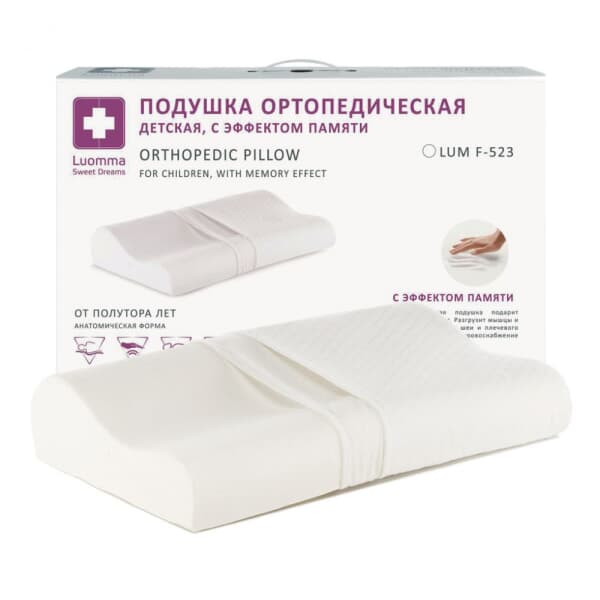 Luomma
Sweet Dreams
ПОДУШКА ОРТОПЕДИЧЕСКАЯ
ДЕТСКАЯ, С ЭФФЕКТОМ ПАМЯТИ
ORTHOPEDIC PILLOW
FOR CHILDREN, WITH MEMORY EFFECT
LUM F-523
ОТ ПОЛУТОРА ЛЕТ
АНАТОМИЧЕСКАЯ ФОРМА
С ЭФФЕКТОМ ПАМЯТИ
подушка подарит
Разгрузит мышцы и
шеи и плечевого